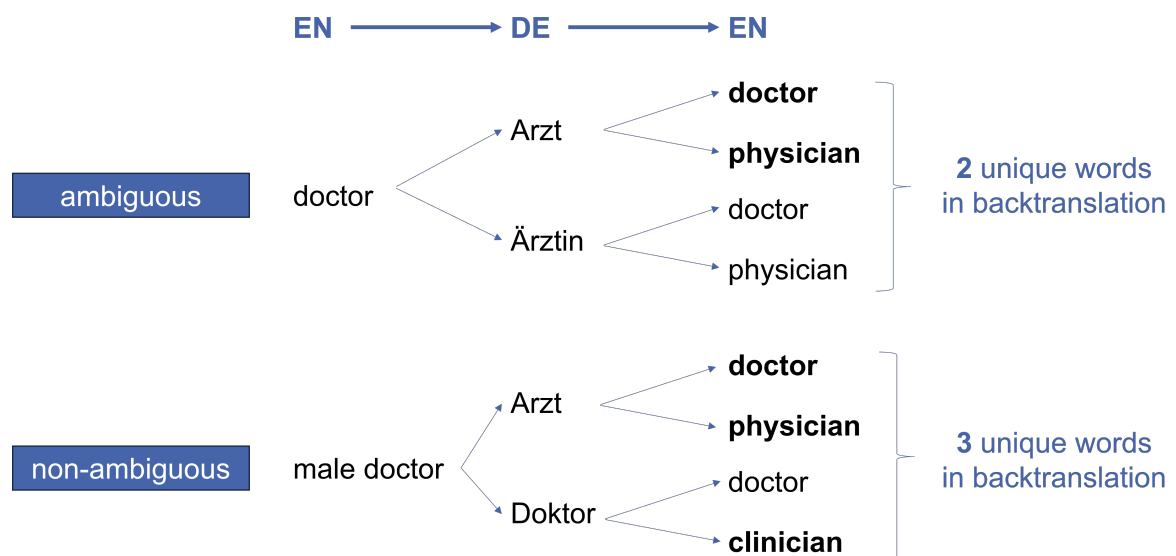 EN DE EN
doctor
Arzt
physician
ambiguous doctor 2 unique words
in backtranslation
doctor
Ärztin
physician
doctor
Arzt
physician
non-ambiguous male doctor 3 unique words
in backtranslation
doctor
Doktor
clinician